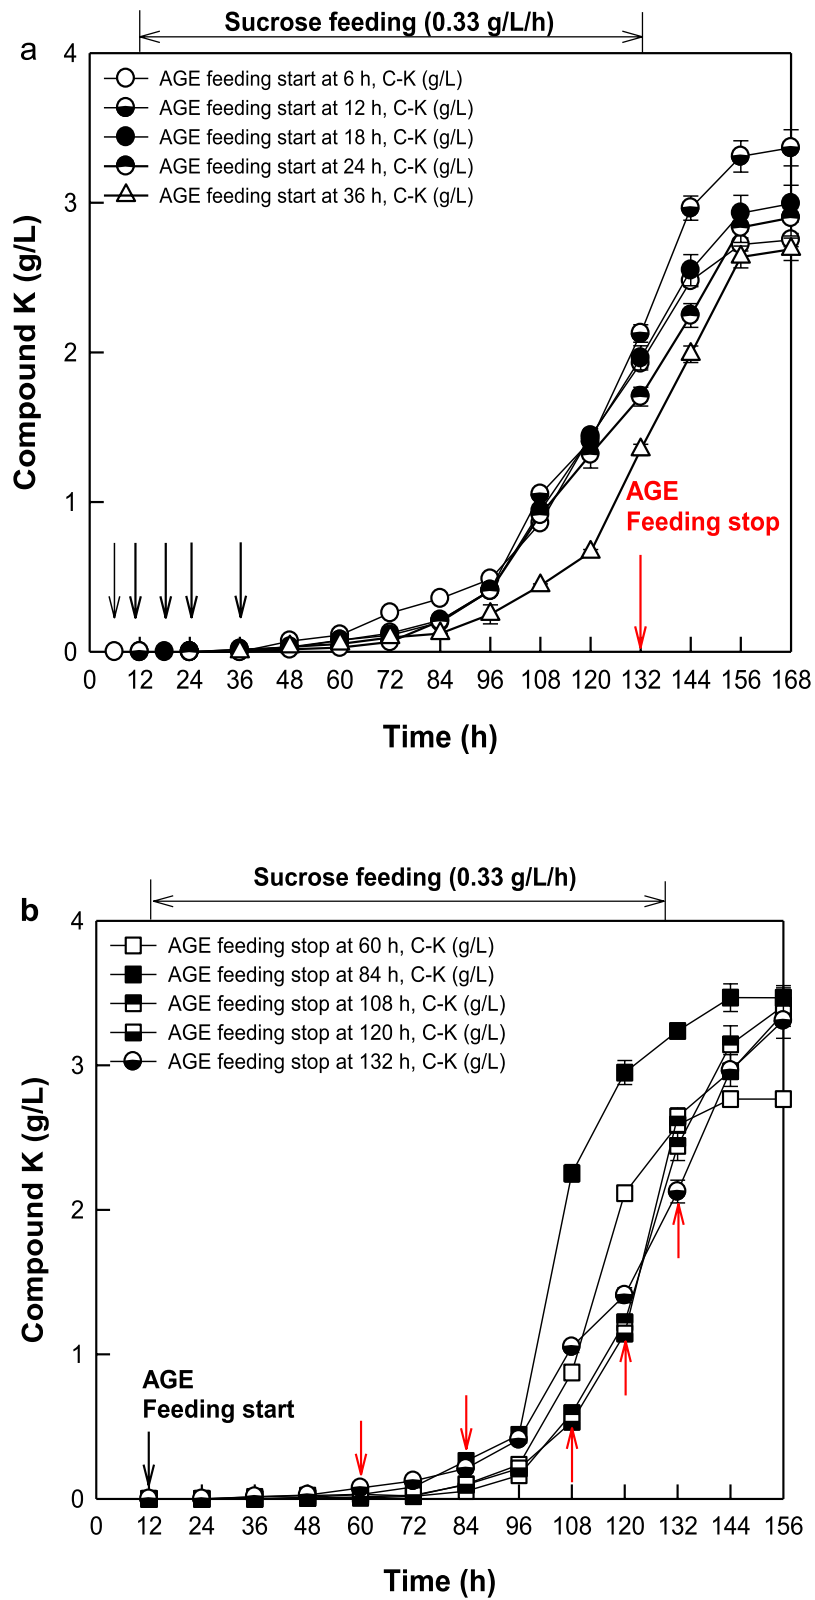 a
Sucrose feeding (0.33 g/L/h)
4
AGE feeding start at 6 h, C-K (g/L)
AGE feeding start at 12 h, C-K (g/L)
AGE feeding start at 18 h, C-K (g/L)
AGE feeding start at 24 h, C-K (g/L)
AGE feeding start at 36 h, C-K (g/L)
3
Compound K (g/L)
2
1
AGE
Feeding stop
0
0 12 24 36 48 60 72 84 96 108 120 132 144 156 168
Time (h)
b
Sucrose feeding (0.33 g/L/h)
4
AGE feeding stop at 60 h, C-K (g/L)
AGE feeding stop at 84 h, C-K (g/L)
AGE feeding stop at 108 h, C-K (g/L)
AGE feeding stop at 120 h, C-K (g/L)
AGE feeding stop at 132 h, C-K (g/L)
3
Compound K (g/L)
2
1
AGE
Feeding start
0
0 12 24 36 48 60 72 84 96 108 120 132 144 156
Time (h)